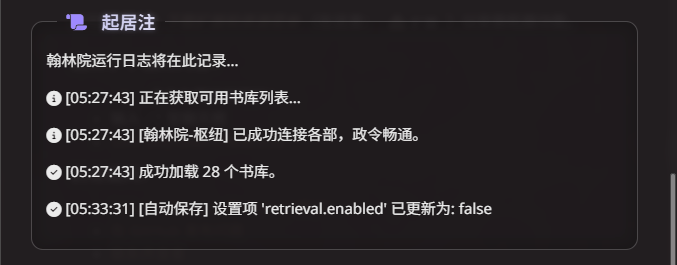 起居注
翰林院运行日志将在此记录...
[05:27:43] 正在获取可用书库列表...
[05:27:43] [翰林院-枢纽] 已成功连接各部，政令畅通。
[05:27:43] 成功加载 28 个书库。
[05:33:31] [自动保存] 设置项 'retrieval.enabled' 已更新为: false